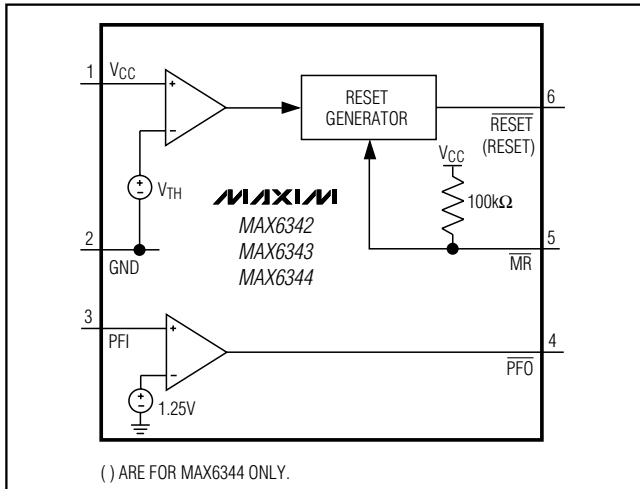 1
VCC
+
−
VTH
+
−
RESET
GENERATOR
6
RESET
(RESET)
VCC
100kΩ
MAXIM
MAX6342
MAX6343
MAX6344
2
GND
5
MR
3
PFI
+
−
4
PFO
+
−
1.25V
( ) ARE FOR MAX6344 ONLY.